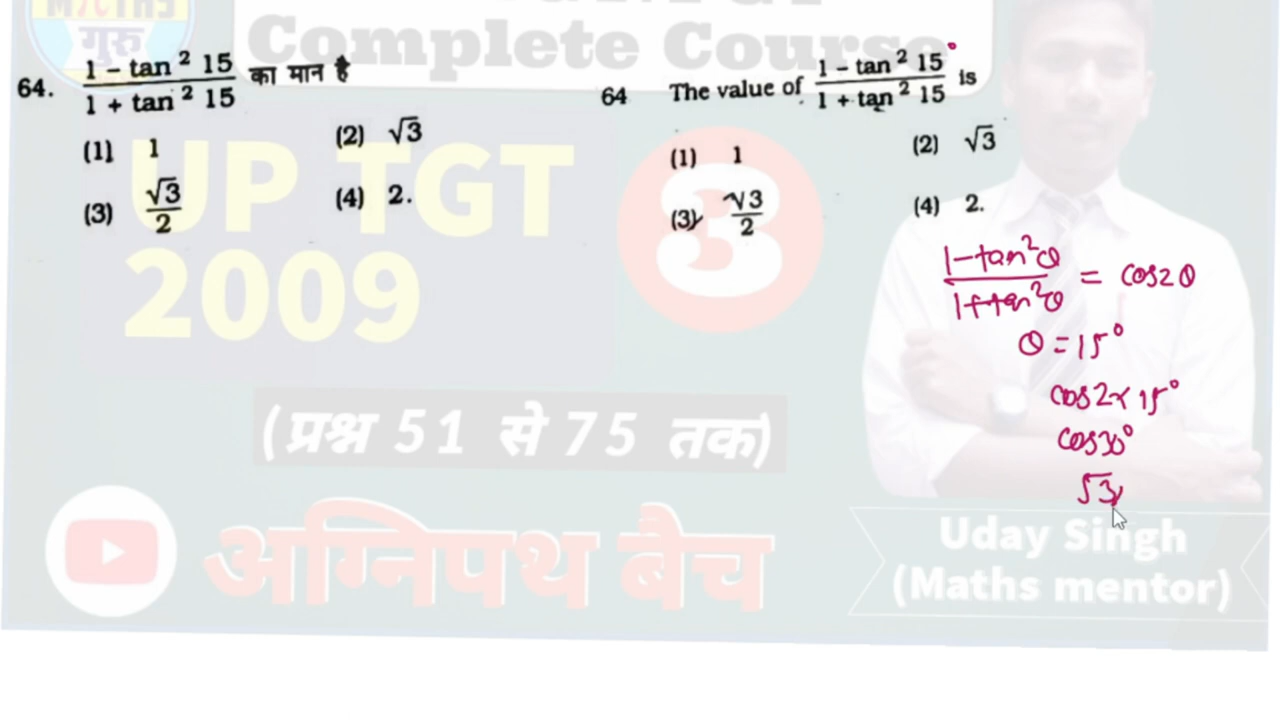 गुरु
Complete Course
64. (1 − tan² 15) / (1 + tan² 15) का मान है
(1) 1
(2) √3
(3) √3/2
(4) 2.
64 The value of (1 − tan² 15°) / (1 + tan² 15) is
(1) 1
(2) √3
(3) √3/2
(4) 2.
(1−tan²θ) / (1+tan²θ) = cos2θ
θ = 15°
cos2×15°
cos30°
√3
UP TGT
2009
3
(प्रश्न 51 से 75 तक)
अग्निपथ बैच
Uday Singh
(Maths mentor)